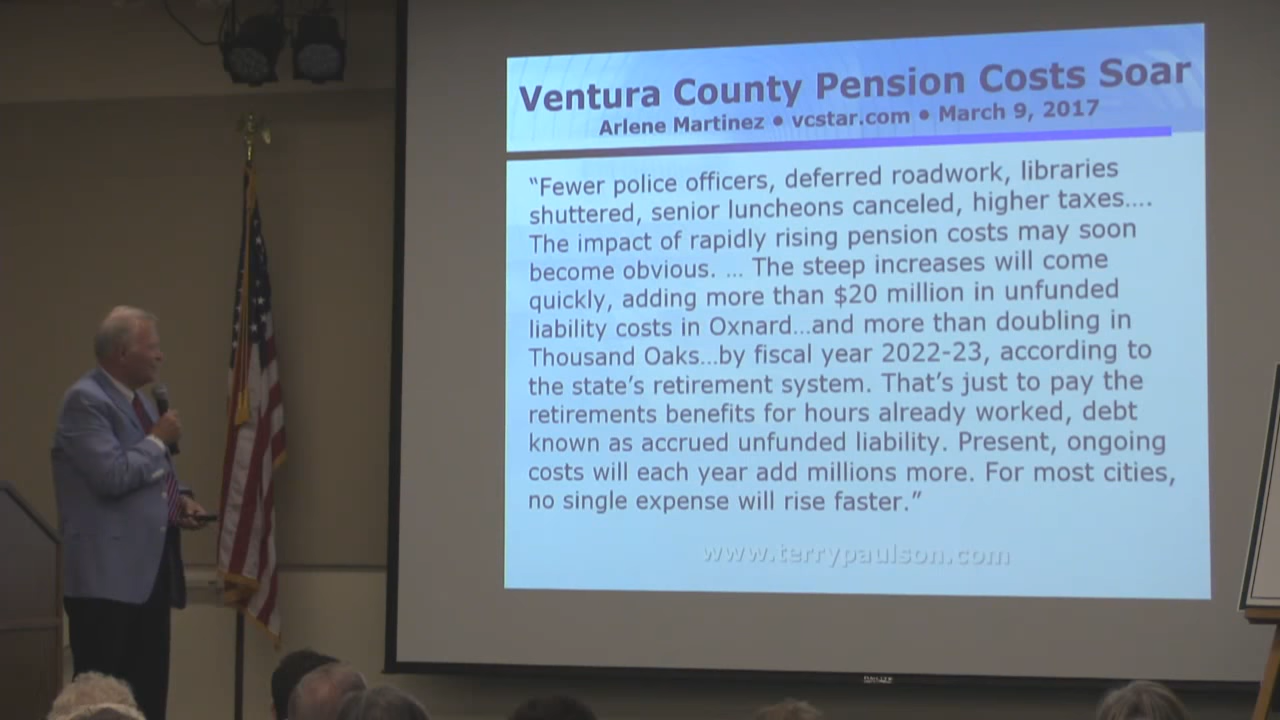 Ventura County Pension Costs Soar
Arlene Martinez • vcstar.com • March 9, 2017
“Fewer police officers, deferred roadwork, libraries
shuttered, senior luncheons canceled, higher taxes….
The impact of rapidly rising pension costs may soon
become obvious. … The steep increases will come
quickly, adding more than $20 million in unfunded
liability costs in Oxnard…and more than doubling in
Thousand Oaks…by fiscal year 2022-23, according to
the state’s retirement system. That’s just to pay the
retirements benefits for hours already worked, debt
known as accrued unfunded liability. Present, ongoing
costs will each year add millions more. For most cities,
no single expense will rise faster.”
www.terrypaulson.com